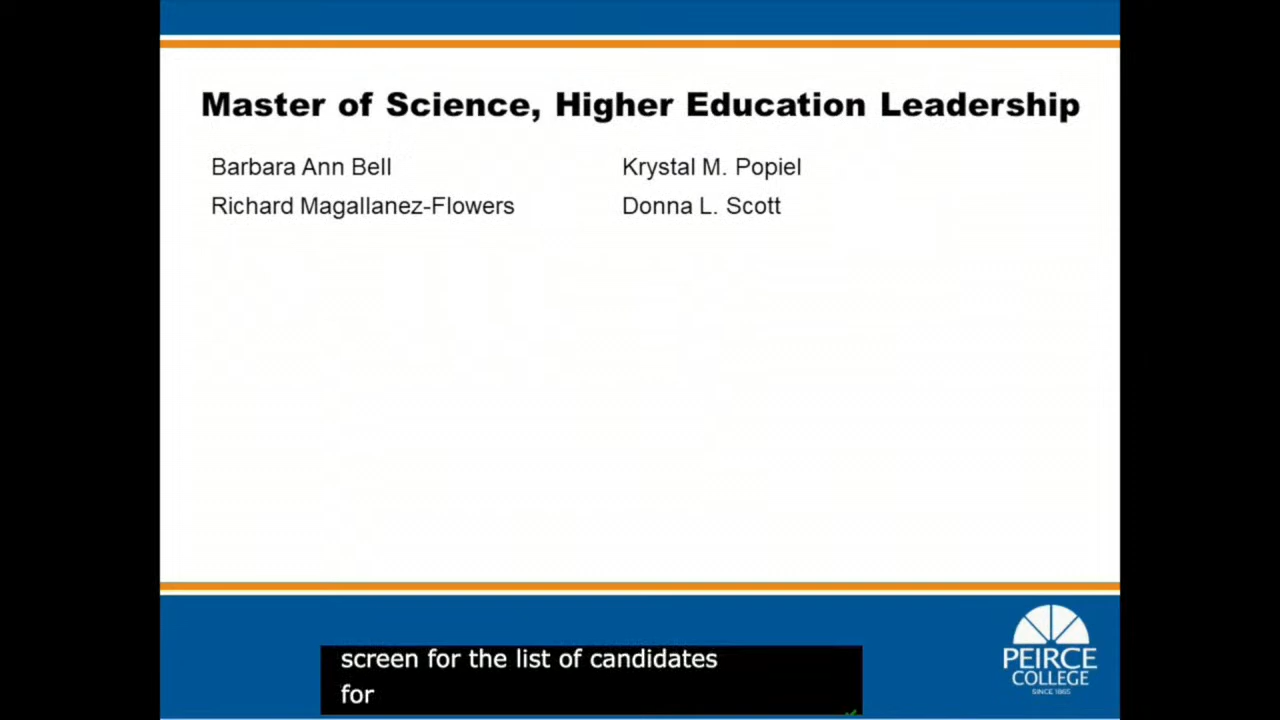 Master of Science, Higher Education Leadership
Barbara Ann Bell
Richard Magallanez-Flowers
Krystal M. Popiel
Donna L. Scott
screen for the list of candidates
for
PEIRCE
COLLEGE
SINCE 1865